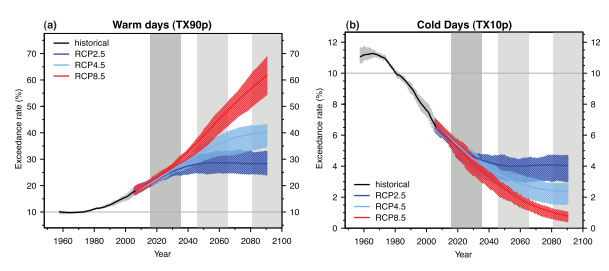 (a) Warm days (TX90p)
historical
RCP2.5
RCP4.5
RCP8.5
Exceedance rate (%)
70
60
50
40
30
20
10
70
60
50
40
30
20
10
1960 1980 2000 2020 2040 2060 2080 2100
Year
(b) Cold Days (TX10p)
Exceedance rate (%)
12
10
8
6
4
2
0
12
10
8
6
4
2
0
historical
RCP2.5
RCP4.5
RCP8.5
1960 1980 2000 2020 2040 2060 2080 2100
Year